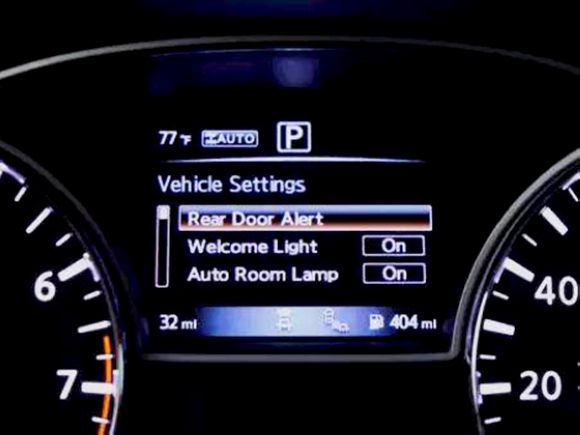 77°F AUTO P
Vehicle Settings
Rear Door Alert
Welcome Light On
Auto Room Lamp On
32 mi 404 mi
6
7
40
20